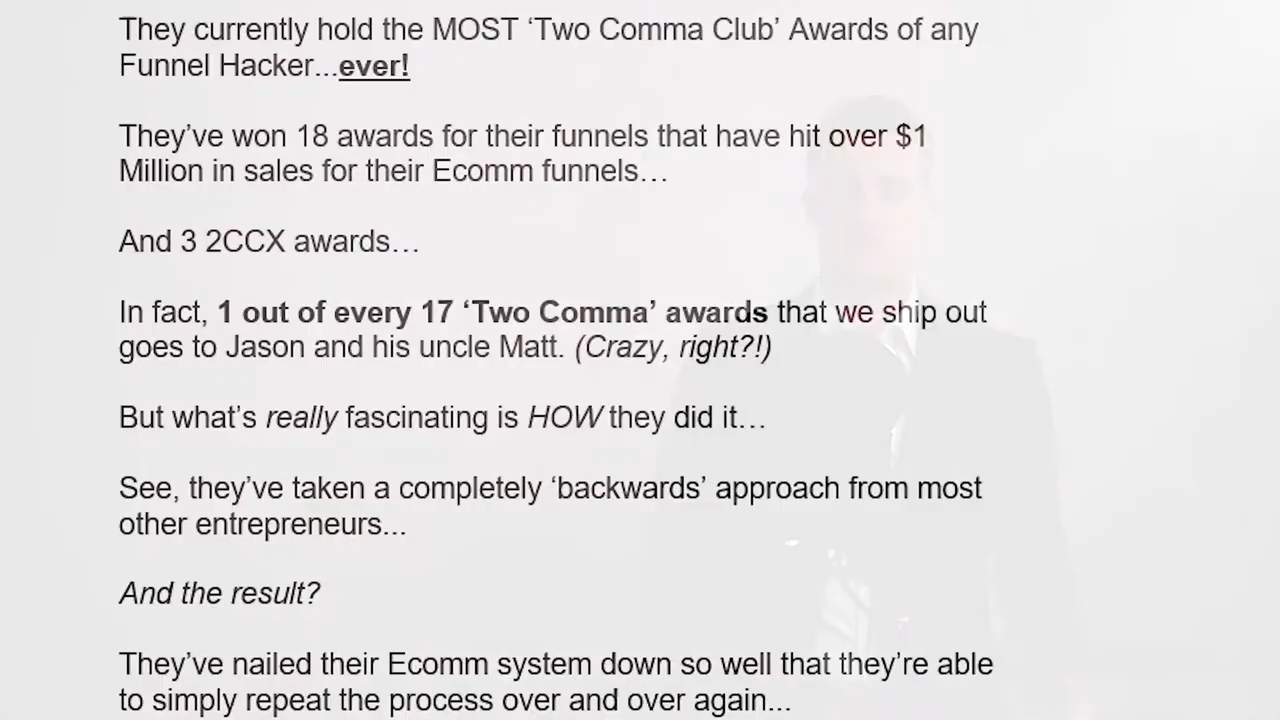 They currently hold the MOST ‘Two Comma Club’ Awards of any
Funnel Hacker...ever!
They’ve won 18 awards for their funnels that have hit over $1
Million in sales for their Ecomm funnels…
And 3 2CCX awards…
In fact, 1 out of every 17 ‘Two Comma’ awards that we ship out
goes to Jason and his uncle Matt. (Crazy, right?!)
But what’s really fascinating is HOW they did it…
See, they’ve taken a completely ‘backwards’ approach from most
other entrepreneurs...
And the result?
They’ve nailed their Ecomm system down so well that they’re able
to simply repeat the process over and over again...